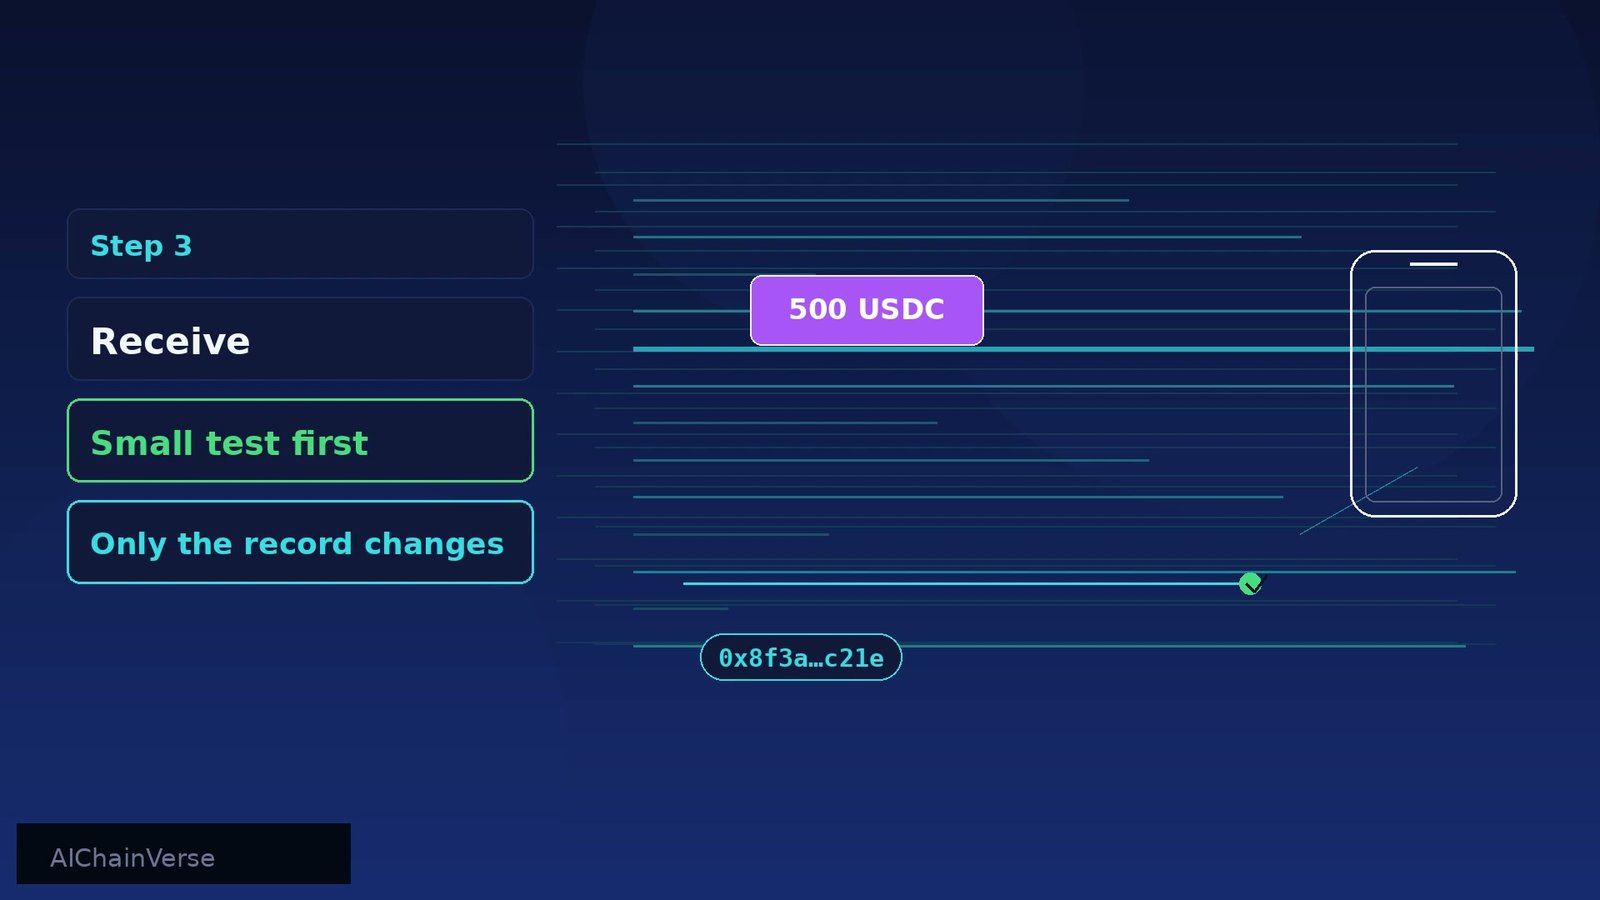 Step 3
Receive
Small test first
Only the record changes
500 USDC
0x8f3a…c21e
AIChainVerse